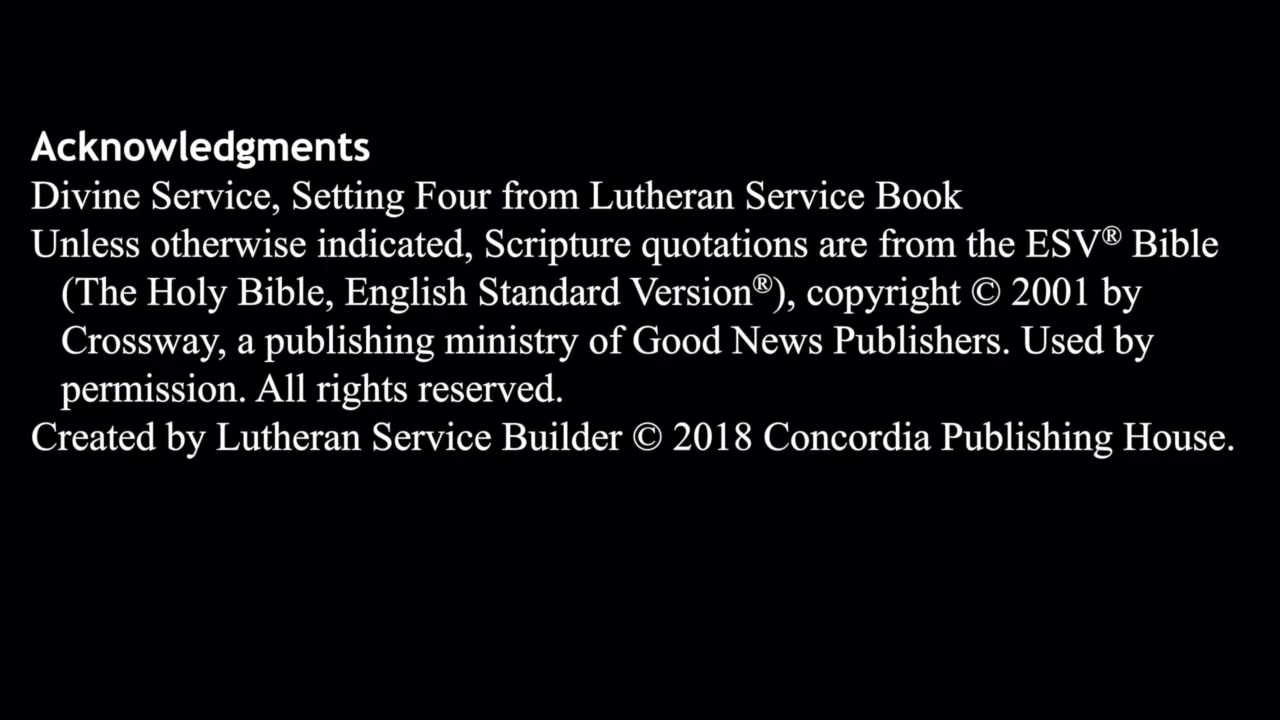 Acknowledgments
Divine Service, Setting Four from Lutheran Service Book
Unless otherwise indicated, Scripture quotations are from the ESV® Bible
(The Holy Bible, English Standard Version®), copyright © 2001 by
Crossway, a publishing ministry of Good News Publishers. Used by
permission. All rights reserved.
Created by Lutheran Service Builder © 2018 Concordia Publishing House.